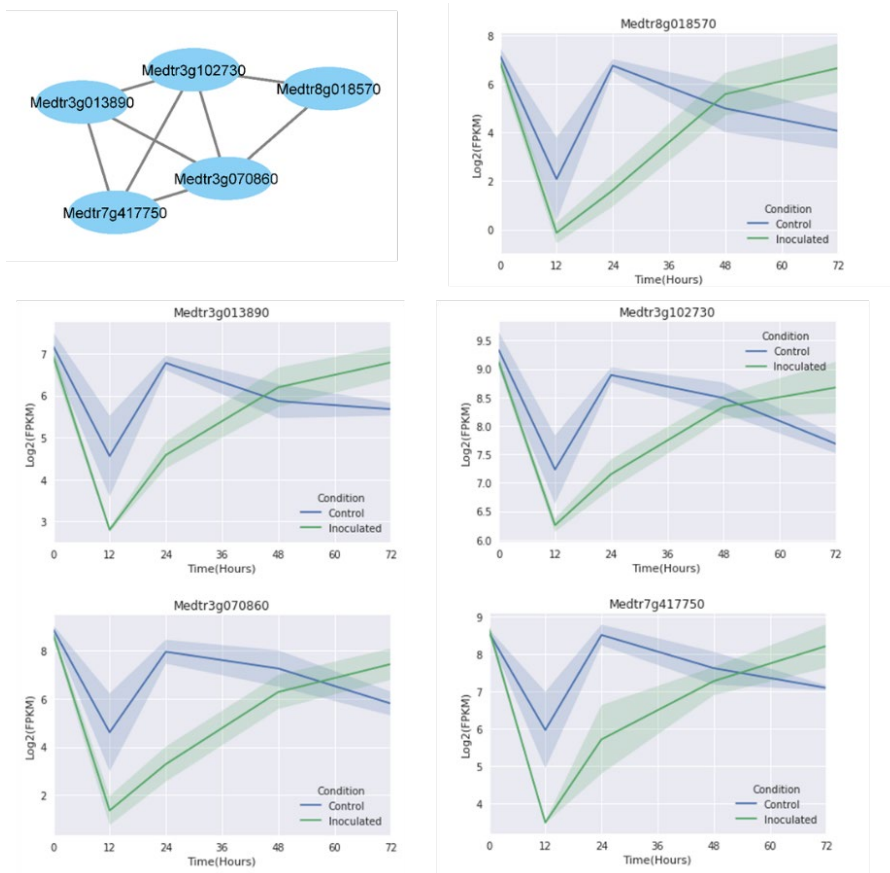 Medtr3g102730
Medtr8g018570
Medtr3g013890
Medtr3g070860
Medtr7g417750
Medtr8g018570
8
6
4
2
0
Log2(FPKM)
Condition
Control
Inoculated
0 12 24 36 48 60 72
Time(Hours)
Medtr3g013890
7
6
5
4
3
Log2(FPKM)
Condition
Control
Inoculated
0 12 24 36 48 60 72
Time(Hours)
Medtr3g102730
9.5
9.0
8.5
8.0
7.5
7.0
6.5
6.0
Log2(FPKM)
Condition
Control
Inoculated
0 12 24 36 48 60 72
Time(Hours)
Medtr3g070860
8
6
4
2
Log2(FPKM)
Condition
Control
Inoculated
0 12 24 36 48 60 72
Time(Hours)
Medtr7g417750
9
8
7
6
5
4
Log2(FPKM)
Condition
Control
Inoculated
0 12 24 36 48 60 72
Time(Hours)